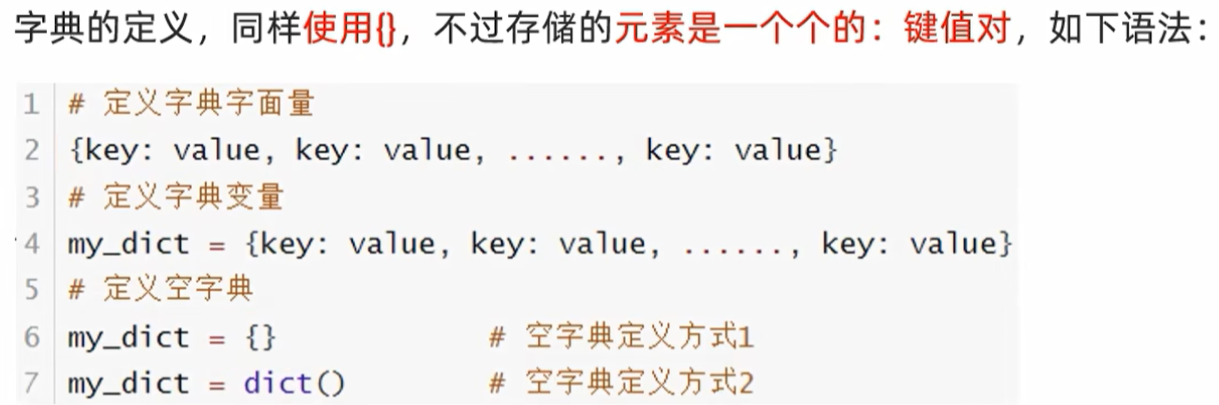 字典的定义，同样使用{}，不过存储的元素是一个个的：键值对，如下语法：
1 # 定义字典字面量
2 {key: value, key: value, ......, key: value}
3 # 定义字典变量
4 my_dict = {key: value, key: value, ......, key: value}
5 # 定义空字典
6 my_dict = {} # 空字典定义方式1
7 my_dict = dict() # 空字典定义方式2